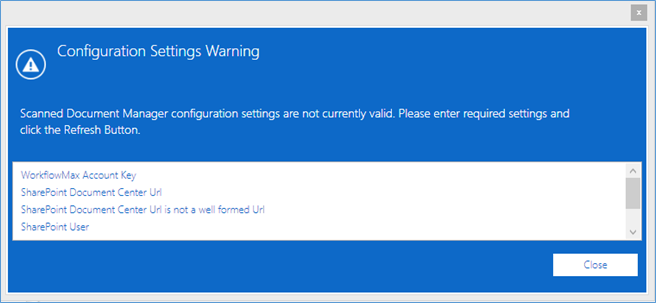 x
Configuration Settings Warning
Scanned Document Manager configuration settings are not currently valid. Please enter required settings and
click the Refresh Button.
WorkflowMax Account Key
SharePoint Document Center Url
SharePoint Document Center Url is not a well formed Url
SharePoint User
Close